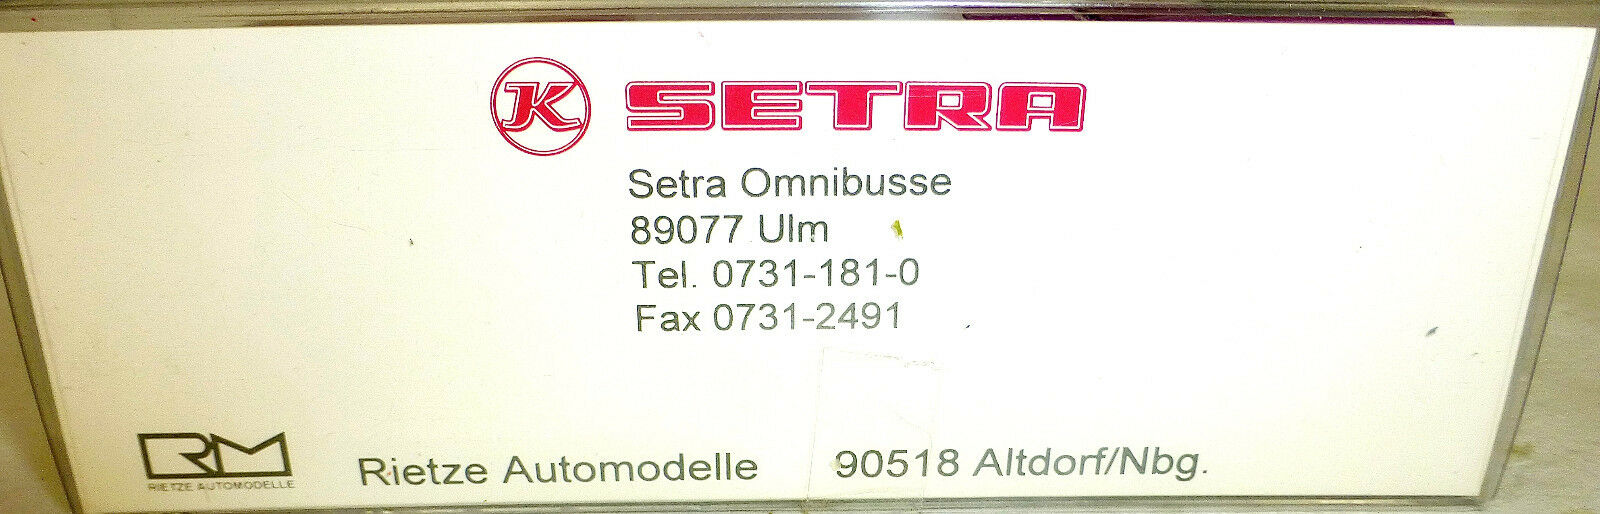 K SETRA
Setra Omnibusse
89077 Ulm
Tel. 0731-181-0
Fax 0731-2491
RM
RIETZE AUTOMODELLE
Rietze Automodelle 90518 Altdorf/Nbg.